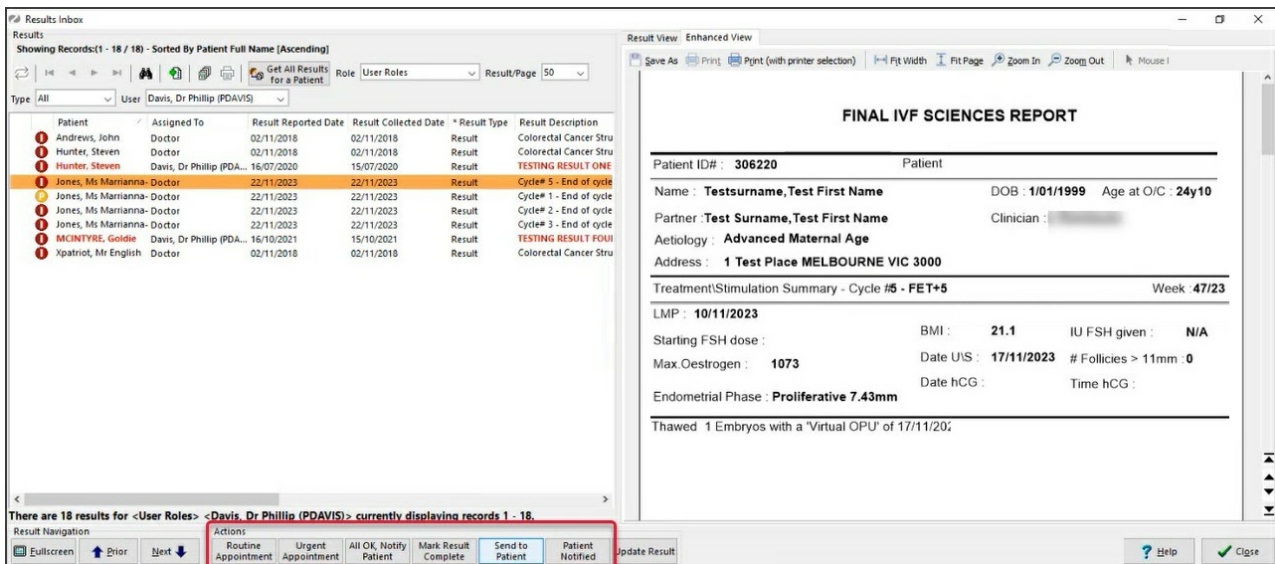 Results Inbox
Results
Showing Records:(1 - 18 / 18) - Sorted By Patient Full Name [Ascending]
Get All Results for a Patient Role User Roles Result/Page 50
Type All User Davis, Dr Phillip (PDAVIS)
Patient Assigned To Result Reported Date Result Collected Date * Result Type Result Description
Andrews, John Doctor 02/11/2018 02/11/2018 Result Colorectal Cancer Stru
Hunter, Steven Doctor 02/11/2018 02/11/2018 Result Colorectal Cancer Stru
Hunter, Steven Davis, Dr Phillip (PDA... 16/07/2020 15/07/2020 Result TESTING RESULT ONE
Jones, Ms Marrianna- Doctor 22/11/2023 22/11/2023 Result Cycle# 5 - End of cycle
Jones, Ms Marrianna- Doctor 22/11/2023 22/11/2023 Result Cycle# 1 - End of cycle
Jones, Ms Marrianna- Doctor 22/11/2023 22/11/2023 Result Cycle# 2 - End of cycle
Jones, Ms Marrianna- Doctor 22/11/2023 22/11/2023 Result Cycle# 3 - End of cycle
MCINTYRE, Goldie Davis, Dr Phillip (PDA... 16/10/2021 15/10/2021 Result TESTING RESULT FOUI
Xpatriot, Mr English Doctor 02/11/2018 02/11/2018 Result Colorectal Cancer Stru
There are 18 results for <User Roles> <Davis, Dr Phillip (PDAVIS)> currently displaying records 1 - 18.
Result Navigation Actions
Fullscreen Prior Next Routine Appointment Urgent Appointment All OK, Notify Patient Mark Result Complete Send to Patient Patient Notified Update Result Help Close
Result View Enhanced View
Save As Print Print (with printer selection) Fit Width Fit Page Zoom In Zoom Out Mouse
FINAL IVF SCIENCES REPORT
Patient ID# : 306220 Patient
Name : Testsurname,Test First Name DOB : 1/01/1999 Age at O/C : 24y10
Partner :Test Surname,Test First Name Clinician :
Aetiology : Advanced Maternal Age
Address : 1 Test Place MELBOURNE VIC 3000
Treatment\Stimulation Summary - Cycle #5 - FET+5 Week :47/23
LMP : 10/11/2023
Starting FSH dose : BMI : 21.1 IU FSH given : N/A
Max.Oestrogen : 1073 Date U\S : 17/11/2023 # Follicies > 11mm :0
Date hCG : Time hCG :
Endometrial Phase : Proliferative 7.43mm
Thawed 1 Embryos with a 'Virtual OPU' of 17/11/202